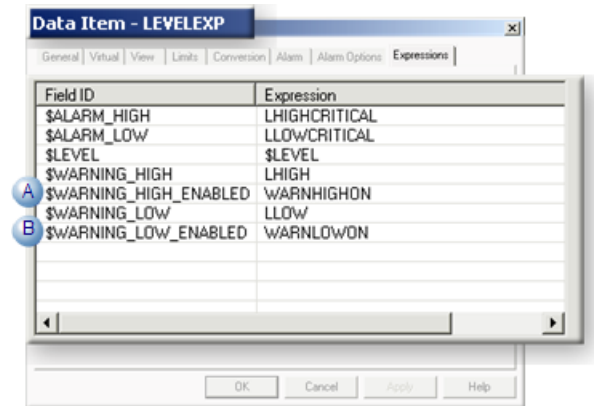 Data Item - LEVELEXP
General Virtual View Limits Conversion Alarm Alarm Options Expressions
Field ID Expression
$ALARM_HIGH LHIGHCRITICAL
$ALARM_LOW LLOWCRITICAL
$LEVEL $LEVEL
$WARNING_HIGH LHIGH
A $WARNING_HIGH_ENABLED WARNHIGHON
$WARNING_LOW LLOW
B $WARNING_LOW_ENABLED WARNLOWON
OK Cancel Apply Help